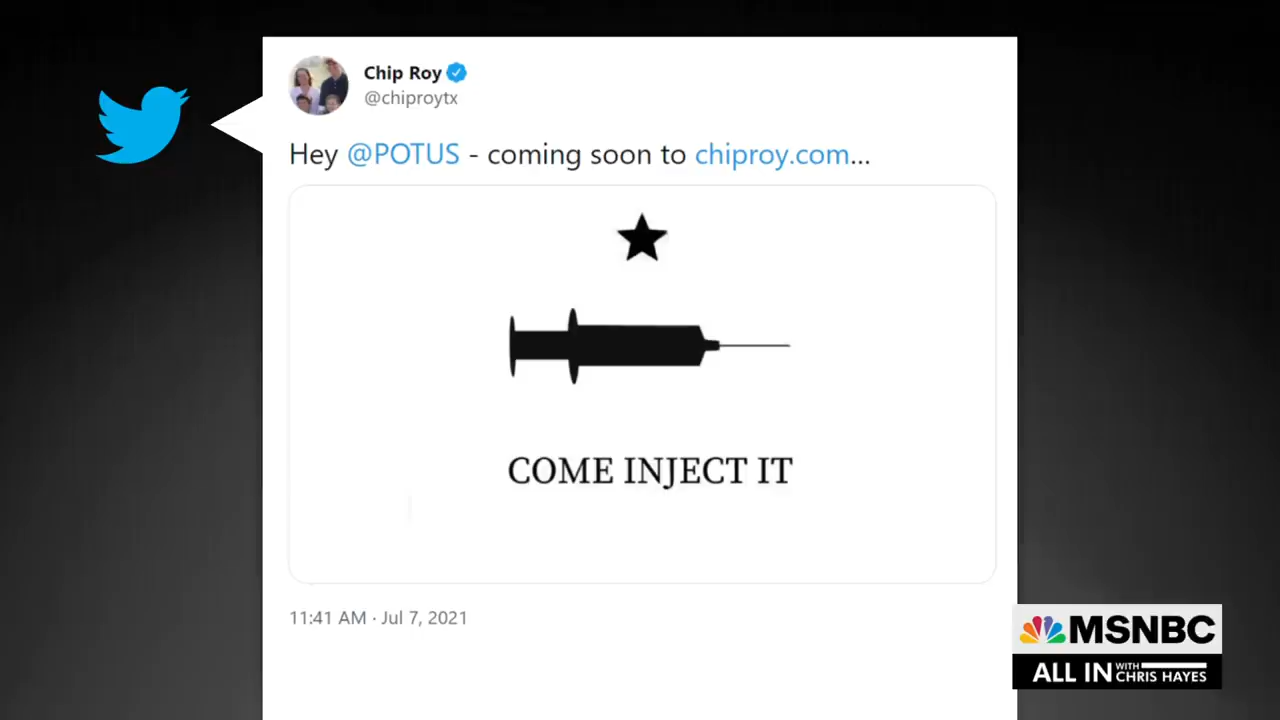 Chip Roy
@chiproytx
Hey @POTUS - coming soon to chiproy.com...
COME INJECT IT
11:41 AM · Jul 7, 2021
MSNBC
ALL IN WITH CHRIS HAYES